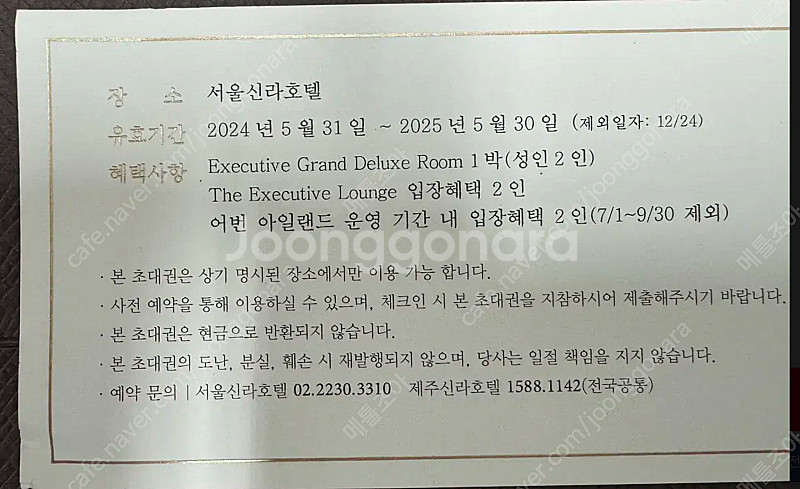 장 소 서울신라호텔
유효기간 2024 년 5 월 31 일 ~ 2025 년 5 월 30 일 (제외일자: 12/24)
혜택사항 Executive Grand Deluxe Room 1 박(성인 2 인)
The Executive Lounge 입장혜택 2 인
어번 아일랜드 운영 기간 내 입장혜택 2 인(7/1~9/30 제외)
Joonggonara
· 본 초대권은 상기 명시된 장소에서만 이용 가능 합니다.
· 사전 예약을 통해 이용하실 수 있으며, 체크인 시 본 초대권을 지참하시어 제출해주시기 바랍니다.
· 본 초대권은 현금으로 반환되지 않습니다.
· 본 초대권의 도난, 분실, 훼손 시 재발행되지 않으며, 당사는 일절 책임을 지지 않습니다.
· 예약 문의 | 서울신라호텔 02.2230.3310 제주신라호텔 1588.1142(전국공통)
cafe.naver.com/joonggonara
메틀조아